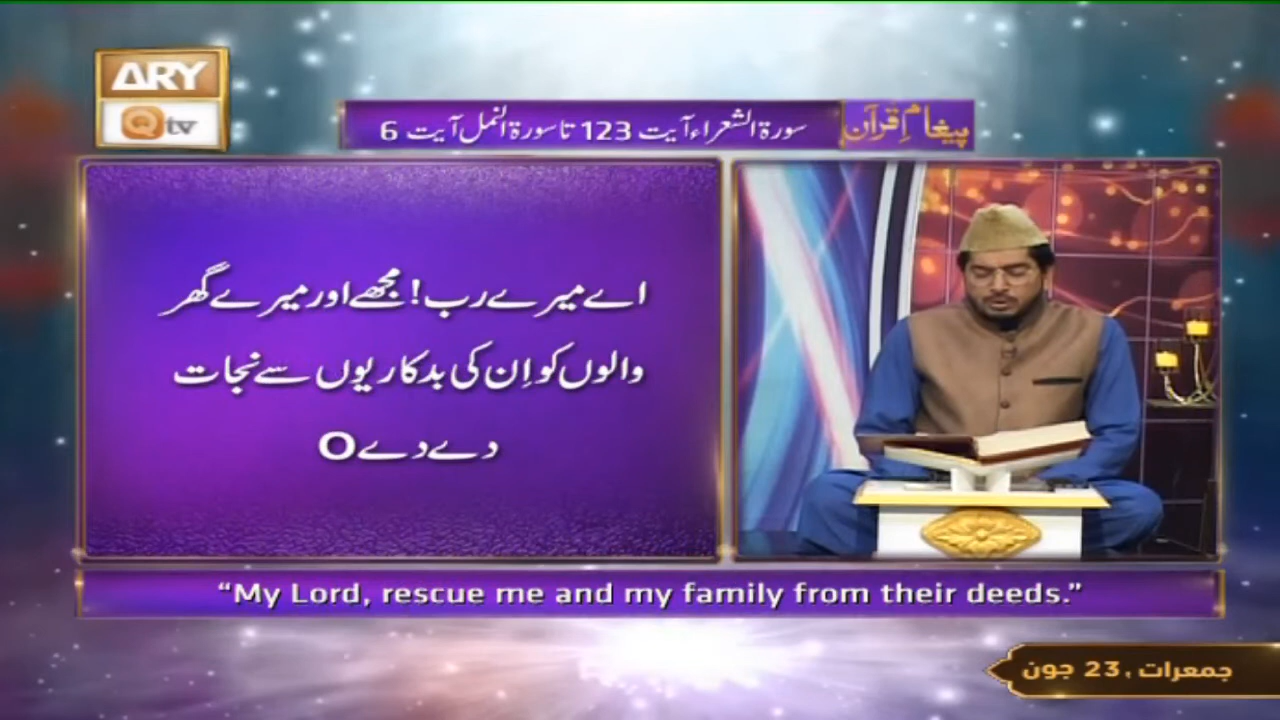 ARY
Qtv
پیغامِ قرآن
سورۃ الشعراء آیت 123 تا سورۃ النمل آیت 6
اے میرے رب! مجھے اور میرے گھر
والوں کو اِن کی بدکاریوں سے نجات
دے دے O
“My Lord, rescue me and my family from their deeds.”
جمعرات، 23 جون